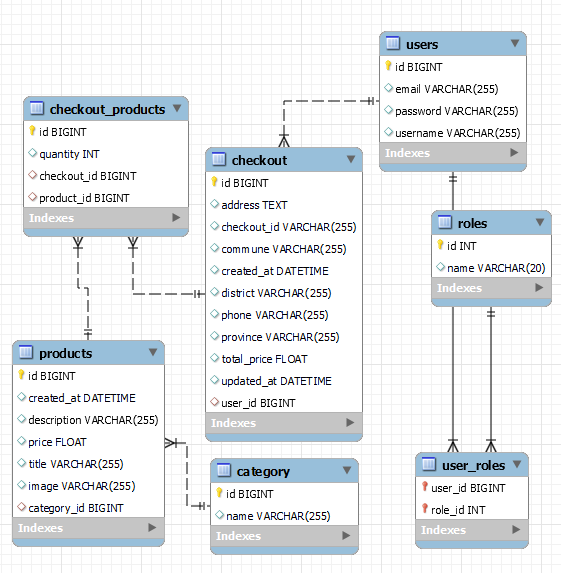 users
id BIGINT
email VARCHAR(255)
password VARCHAR(255)
username VARCHAR(255)
Indexes
checkout_products
id BIGINT
quantity INT
checkout_id BIGINT
product_id BIGINT
Indexes
checkout
id BIGINT
address TEXT
checkout_id VARCHAR(255)
commune VARCHAR(255)
created_at DATETIME
district VARCHAR(255)
phone VARCHAR(255)
province VARCHAR(255)
total_price FLOAT
updated_at DATETIME
user_id BIGINT
Indexes
roles
id INT
name VARCHAR(20)
Indexes
products
id BIGINT
created_at DATETIME
description VARCHAR(255)
price FLOAT
title VARCHAR(255)
image VARCHAR(255)
category_id BIGINT
Indexes
category
id BIGINT
name VARCHAR(255)
Indexes
user_roles
user_id BIGINT
role_id INT
Indexes